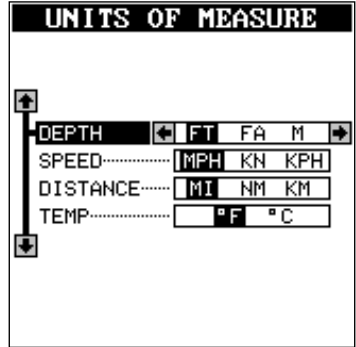 UNITS OF MEASURE
DEPTH FT FA M
SPEED MPH KN KPH
DISTANCE MI NM KM
TEMP °F °C